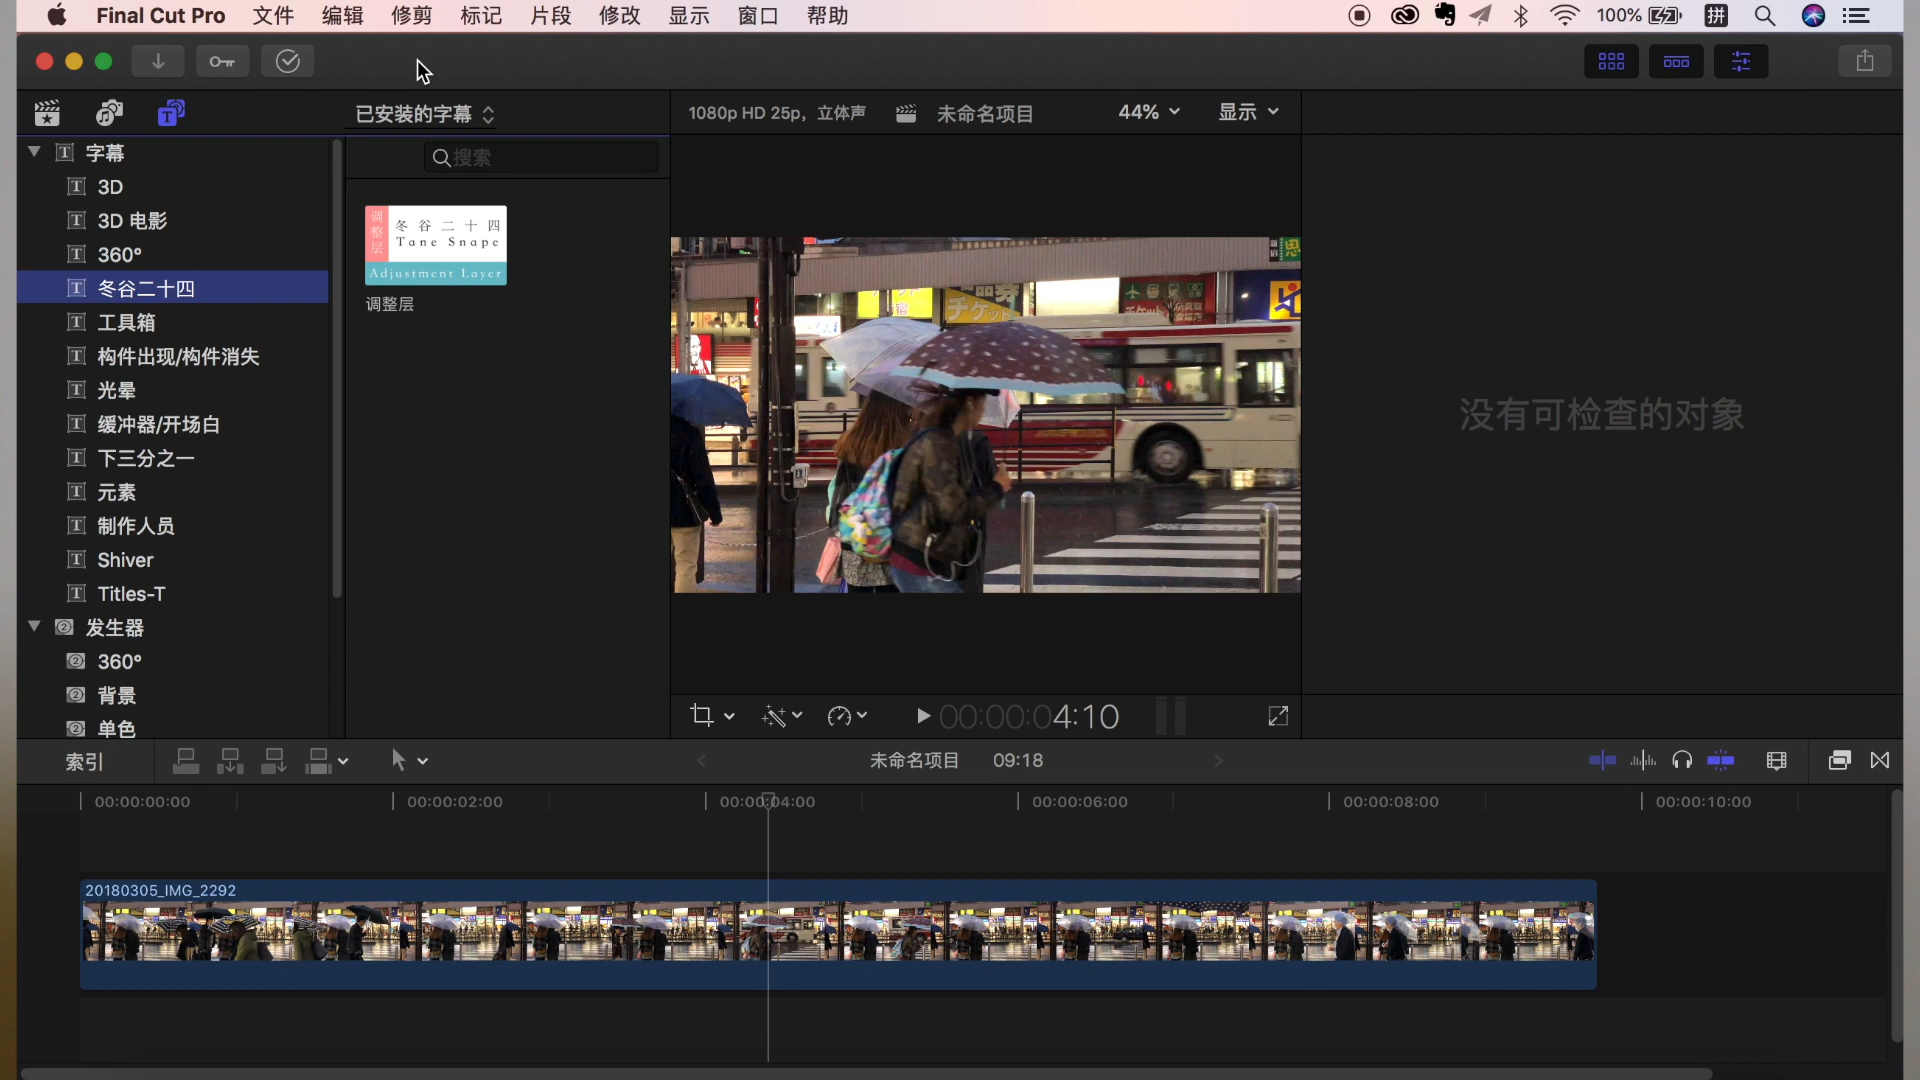 Final Cut Pro 文件 编辑 修剪 标记 片段 修改 显示 窗口 帮助 100% 拼
已安装的字幕 1080p HD 25p, 立体声 未命名项目 44% 显示
字幕
搜索
3D
3D 电影
360°
冬谷二十四
工具箱
构件出现/构件消失
光晕
缓冲器/开场白
下三分之一
元素
制作人员
Shiver
Titles-T
发生器
360°
背景
单色
调整层
冬谷二十四
Tane Snape
Adjustment Layer
调整层
チケット
没有可检查的对象
00:00:04:10
索引 未命名项目 09:18
00:00:00:00 00:00:02:00 00:00:04:00 00:00:06:00 00:00:08:00 00:00:10:00
20180305_IMG_2292